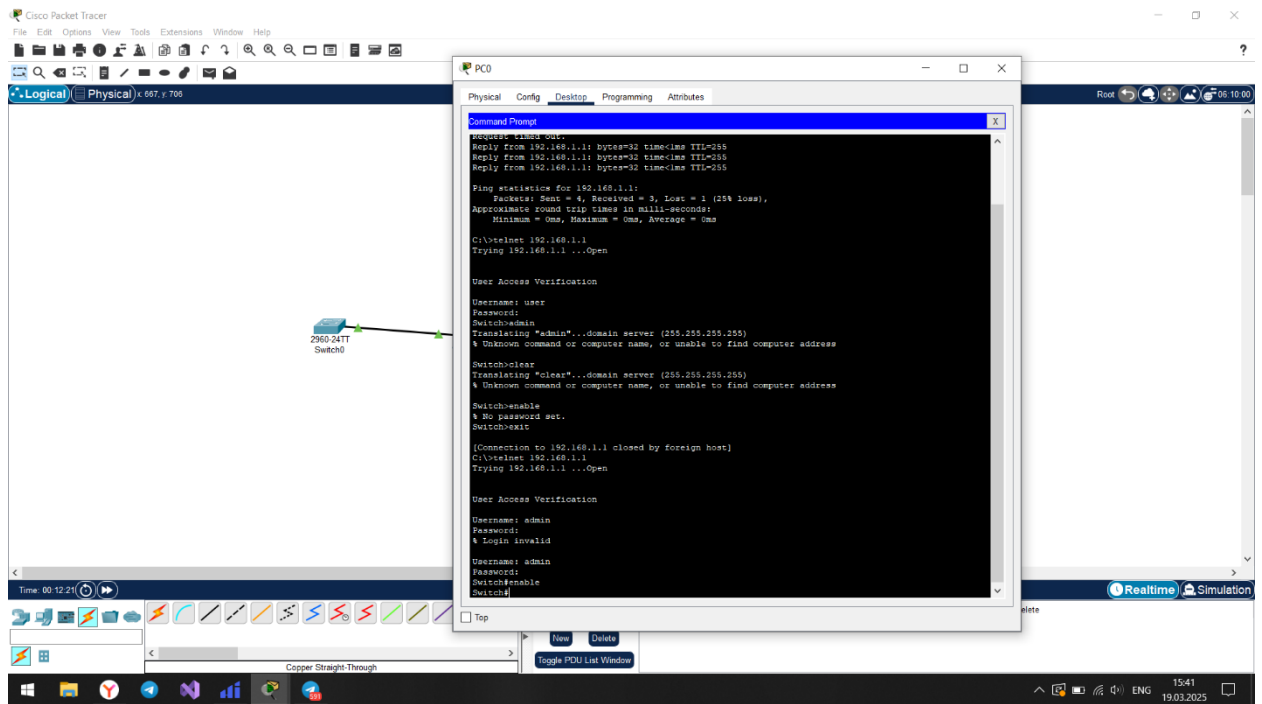 Cisco Packet Tracer
File Edit Options View Tools Extensions Window Help
?
PC0
Logical Physical x: 667, y: 706
Root 06:10:00
Physical Config Desktop Programming Attributes
Command Prompt X
Request timed out.
Reply from 192.168.1.1: bytes=32 time<1ms TTL=255
Reply from 192.168.1.1: bytes=32 time<1ms TTL=255
Reply from 192.168.1.1: bytes=32 time<1ms TTL=255
Ping statistics for 192.168.1.1:
Packets: Sent = 4, Received = 3, Lost = 1 (25% loss),
Approximate round trip times in milli-seconds:
Minimum = 0ms, Maximum = 0ms, Average = 0ms
C:\>telnet 192.168.1.1
Trying 192.168.1.1 ...Open
User Access Verification
Username: user
Password:
Switch>admin
Translating "admin"...domain server (255.255.255.255)
% Unknown command or computer name, or unable to find computer address
Switch>clear
Translating "clear"...domain server (255.255.255.255)
% Unknown command or computer name, or unable to find computer address
Switch>enable
% No password set.
Switch>exit
[Connection to 192.168.1.1 closed by foreign host]
C:\>telnet 192.168.1.1
Trying 192.168.1.1 ...Open
User Access Verification
Username: admin
Password:
% Login invalid
Username: admin
Password:
Switch#enable
Switch#
Top
2960-24TT
Switch0
Time: 00:12:21
Realtime Simulation
elete
New Delete
Toggle PDU List Window
Copper Straight-Through
591
ENG
15:41
19.03.2025